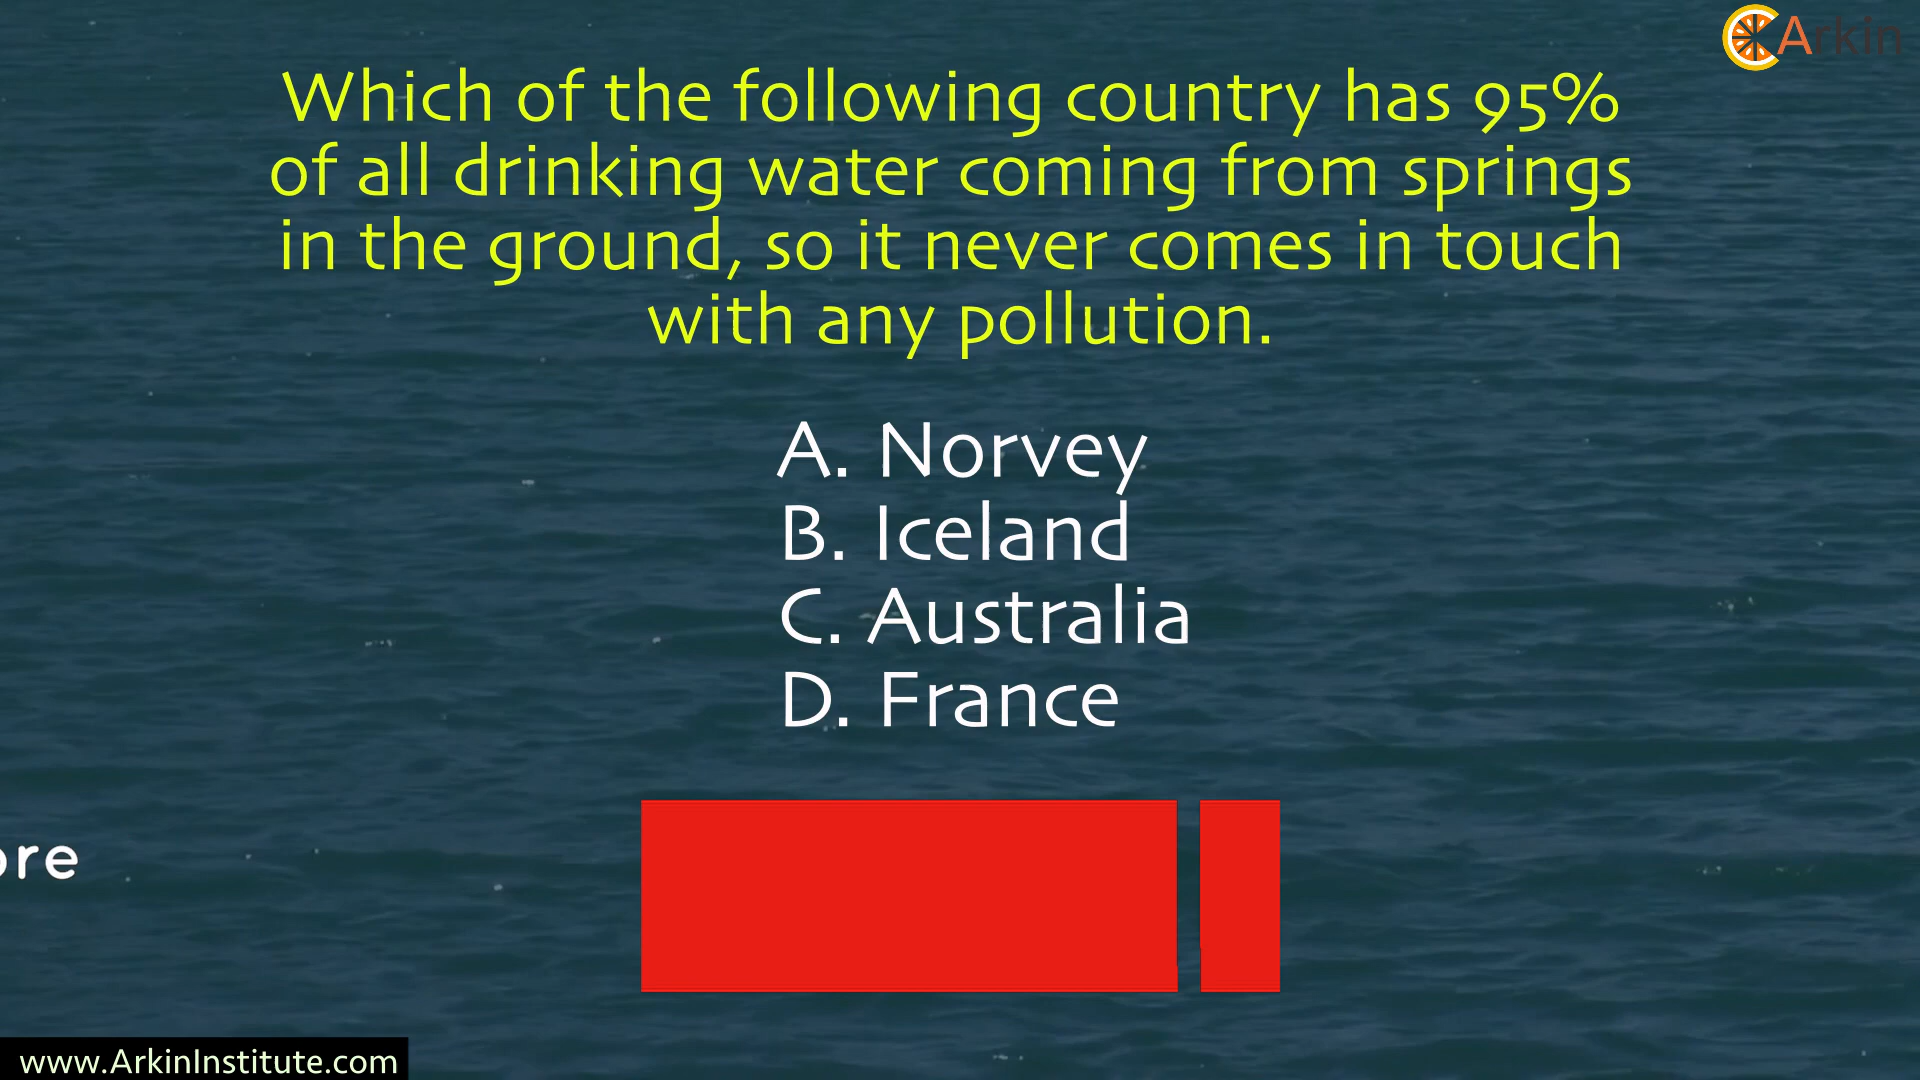 Arkin
Which of the following country has 95%
of all drinking water coming from springs
in the ground, so it never comes in touch
with any pollution.
A. Norvey
B. Iceland
C. Australia
D. France
ore
www.ArkinInstitute.com